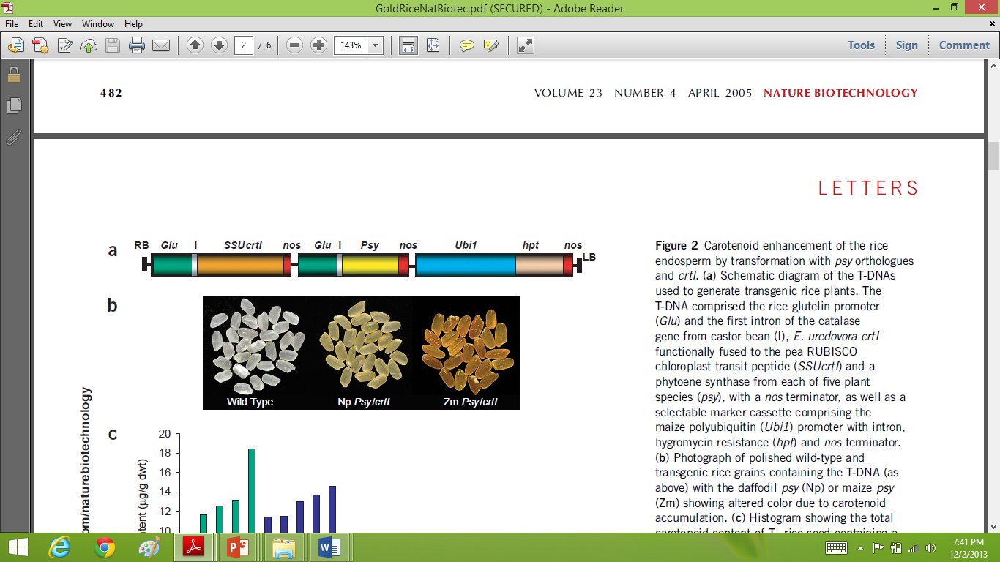 GoldRiceNatBiotec.pdf (SECURED) - Adobe Reader
File Edit View Window Help
2 / 6 143% Tools Sign Comment
482
VOLUME 23 NUMBER 4 APRIL 2005 NATURE BIOTECHNOLOGY
LETTERS
a
RB Glu I SSUcrtI nos Glu I Psy nos Ubi1 hpt nos
LB
b
Wild Type Np Psy/crtI Zm Psy/crtI
c
20
18
16
14
12
10
tent (µg/g dwt)
om/naturebiotechnology
Figure 2 Carotenoid enhancement of the rice
endosperm by transformation with psy orthologues
and crtI. (a) Schematic diagram of the T-DNAs
used to generate transgenic rice plants. The
T-DNA comprised the rice glutelin promoter
(Glu) and the first intron of the catalase
gene from castor bean (I), E. uredovora crtI
functionally fused to the pea RUBISCO
chloroplast transit peptide (SSUcrtI) and a
phytoene synthase from each of five plant
species (psy), with a nos terminator, as well as a
selectable marker cassette comprising the
maize polyubiquitin (Ubi1) promoter with intron,
hygromycin resistance (hpt) and nos terminator.
(b) Photograph of polished wild-type and
transgenic rice grains containing the T-DNA (as
above) with the daffodil psy (Np) or maize psy
(Zm) showing altered color due to carotenoid
accumulation. (c) Histogram showing the total
carotenoid content of T rice seed containing a
7:41 PM
12/2/2013